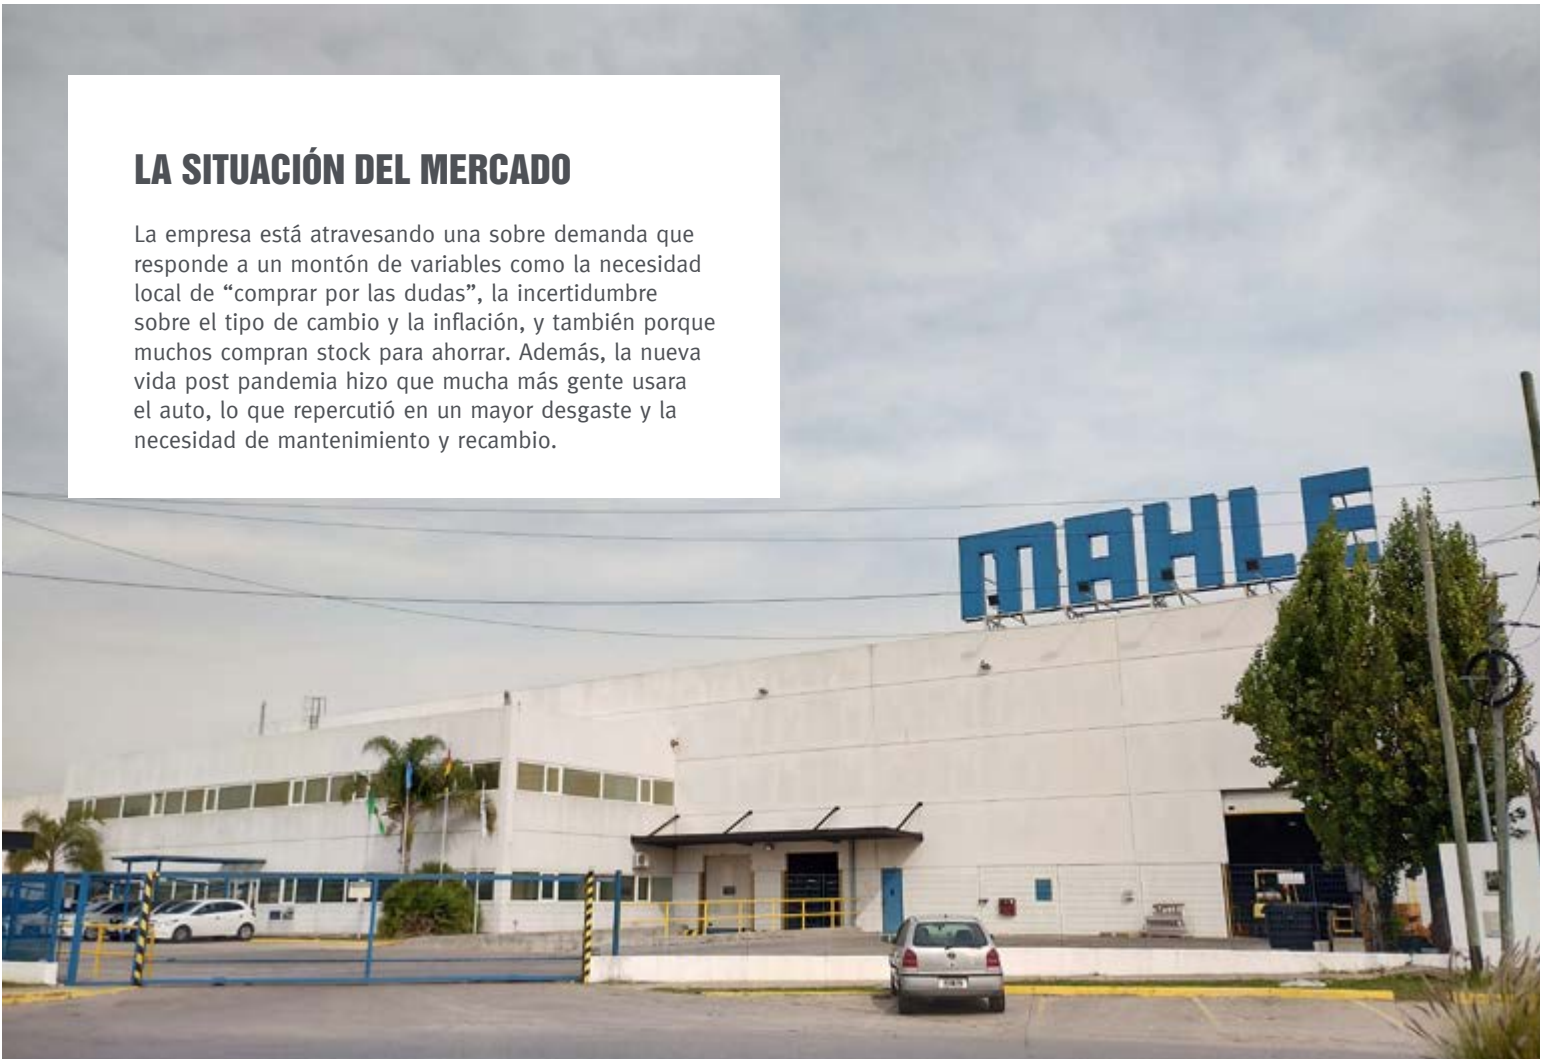 LA SITUACIÓN DEL MERCADO
La empresa está atravesando una sobre demanda que
responde a un montón de variables como la necesidad
local de “comprar por las dudas”, la incertidumbre
sobre el tipo de cambio y la inflación, y también porque
muchos compran stock para ahorrar. Además, la nueva
vida post pandemia hizo que mucha más gente usara
el auto, lo que repercutió en un mayor desgaste y la
necesidad de mantenimiento y recambio.
MAHLE